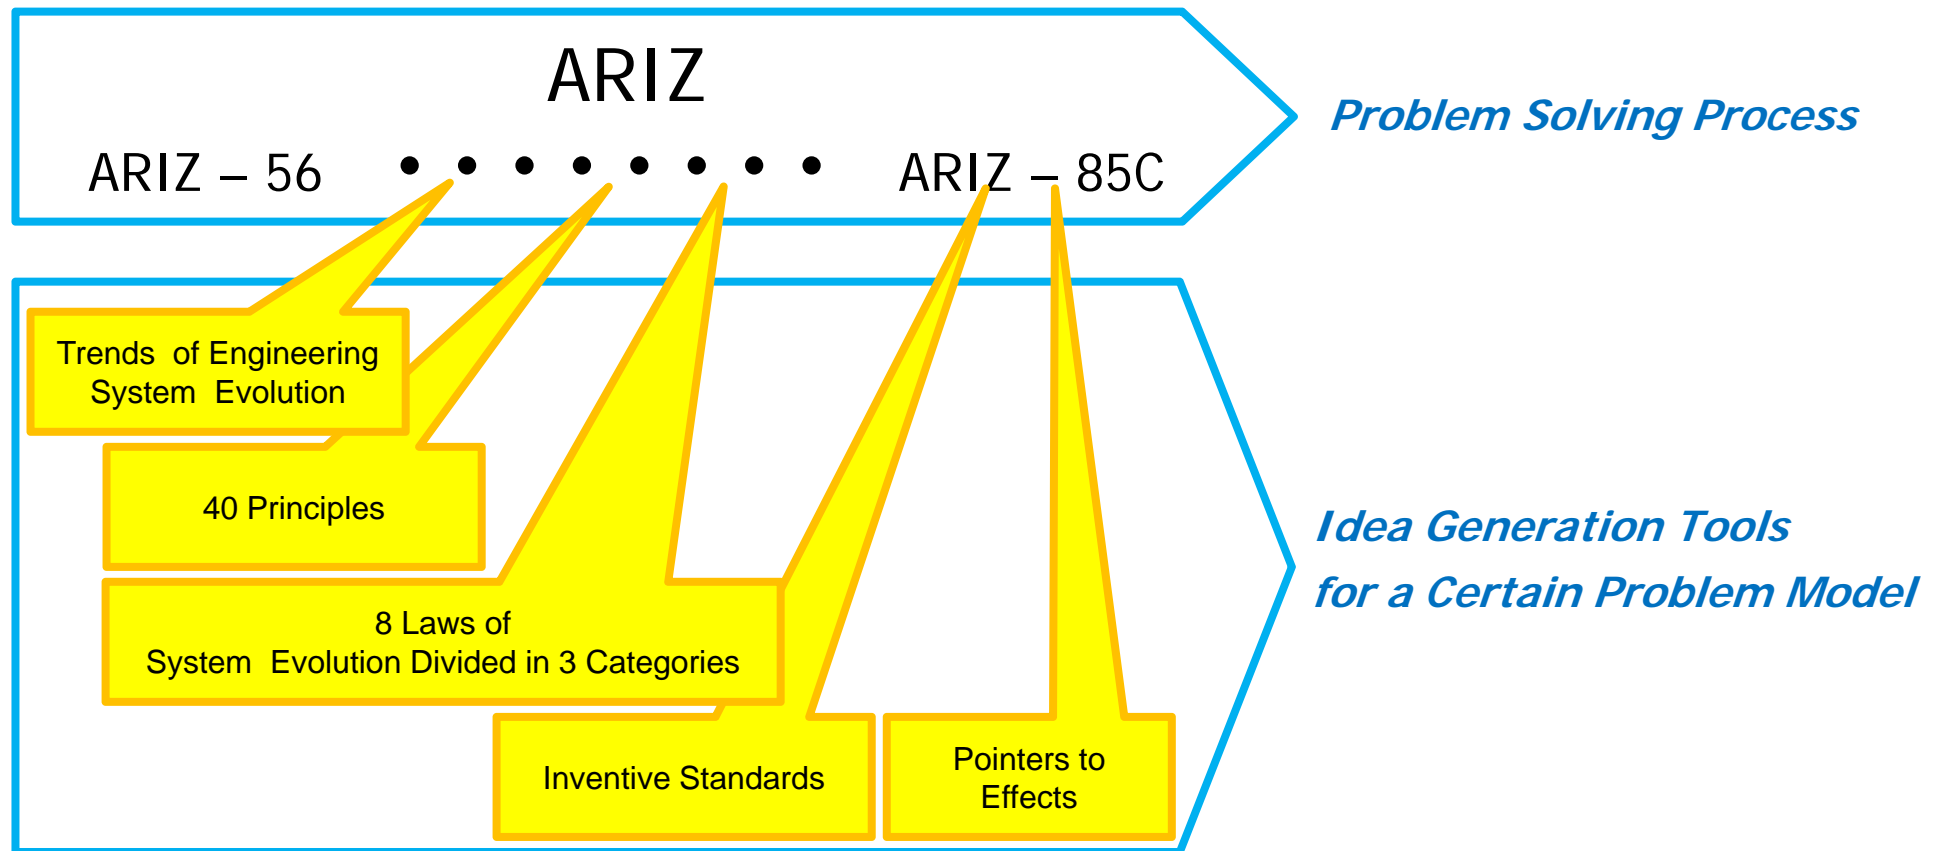 ARIZ
ARIZ – 56 • • • • • • • • ARIZ – 85C
Problem Solving Process
Trends of Engineering
System Evolution
40 Principles
8 Laws of
System Evolution Divided in 3 Categories
Inventive Standards
Pointers to
Effects
Idea Generation Tools
for a Certain Problem Model